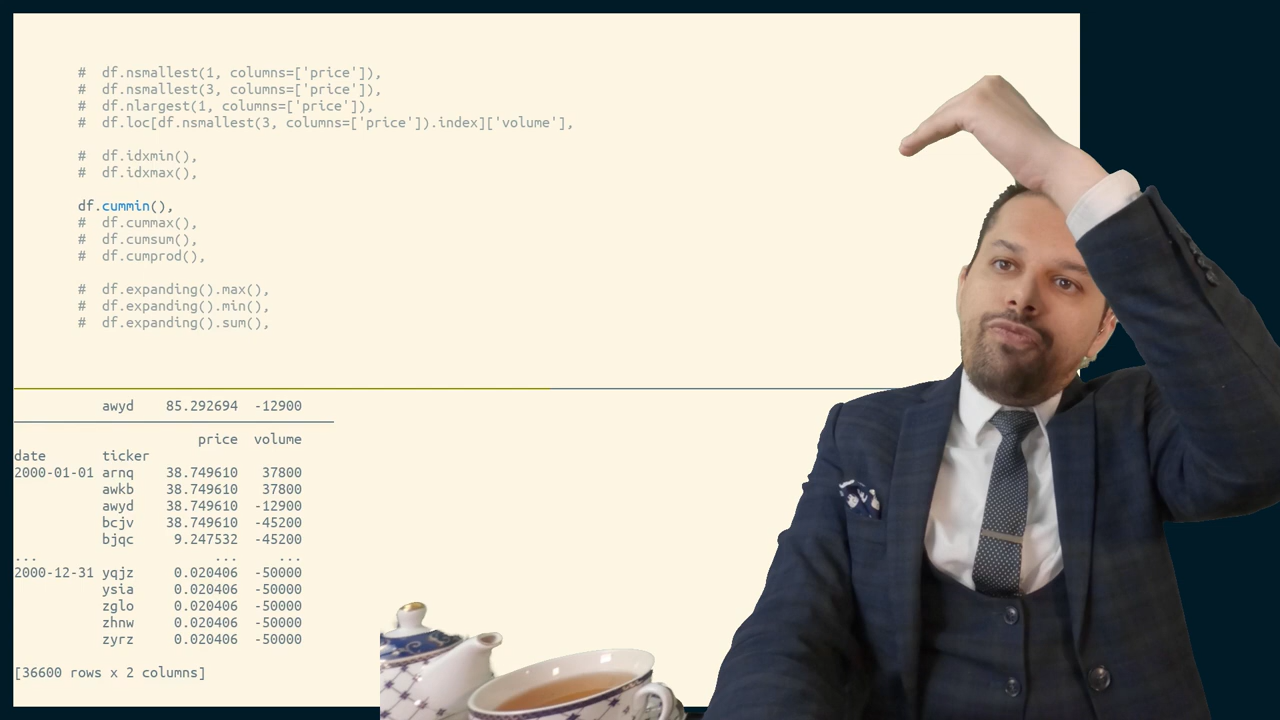 #  df.nsmallest(1, columns=['price']),
#  df.nsmallest(3, columns=['price']),
#  df.nlargest(1, columns=['price']),
#  df.loc[df.nsmallest(3, columns=['price']).index]['volume'],
#  df.idxmin(),
#  df.idxmax(),
df.cummin(),
#  df.cummax(),
#  df.cumsum(),
#  df.cumprod(),
#  df.expanding().max(),
#  df.expanding().min(),
#  df.expanding().sum(),
awyd    85.292694  -12900
price  volume
date       ticker
2000-01-01 arnq    38.749610   37800
awkb    38.749610   37800
awyd    38.749610  -12900
bcjv    38.749610  -45200
bjqc     9.247532  -45200
...                      ...     ...
2000-12-31 yqjz     0.020406  -50000
ysia     0.020406  -50000
zglo     0.020406  -50000
zhnw     0.020406  -50000
zyrz     0.020406  -50000
[36600 rows x 2 columns]